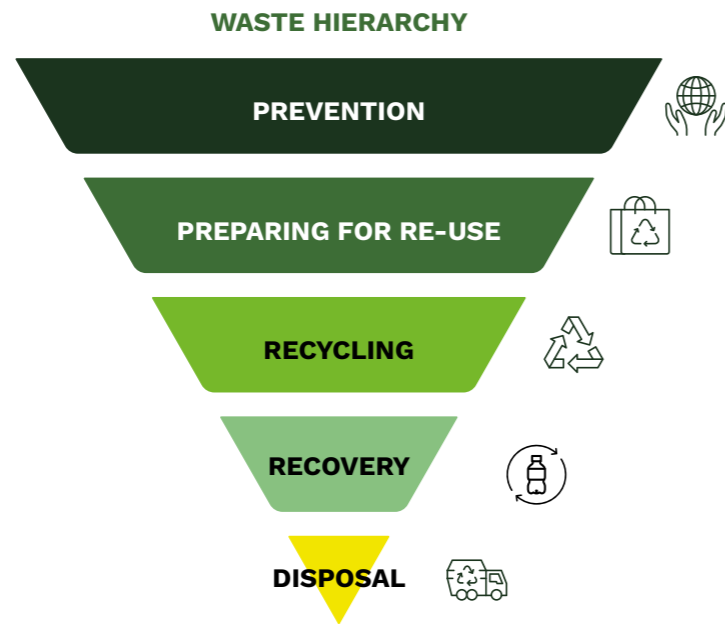 WASTE HIERARCHY
PREVENTION
PREPARING FOR RE-USE
RECYCLING
RECOVERY
DISPOSAL